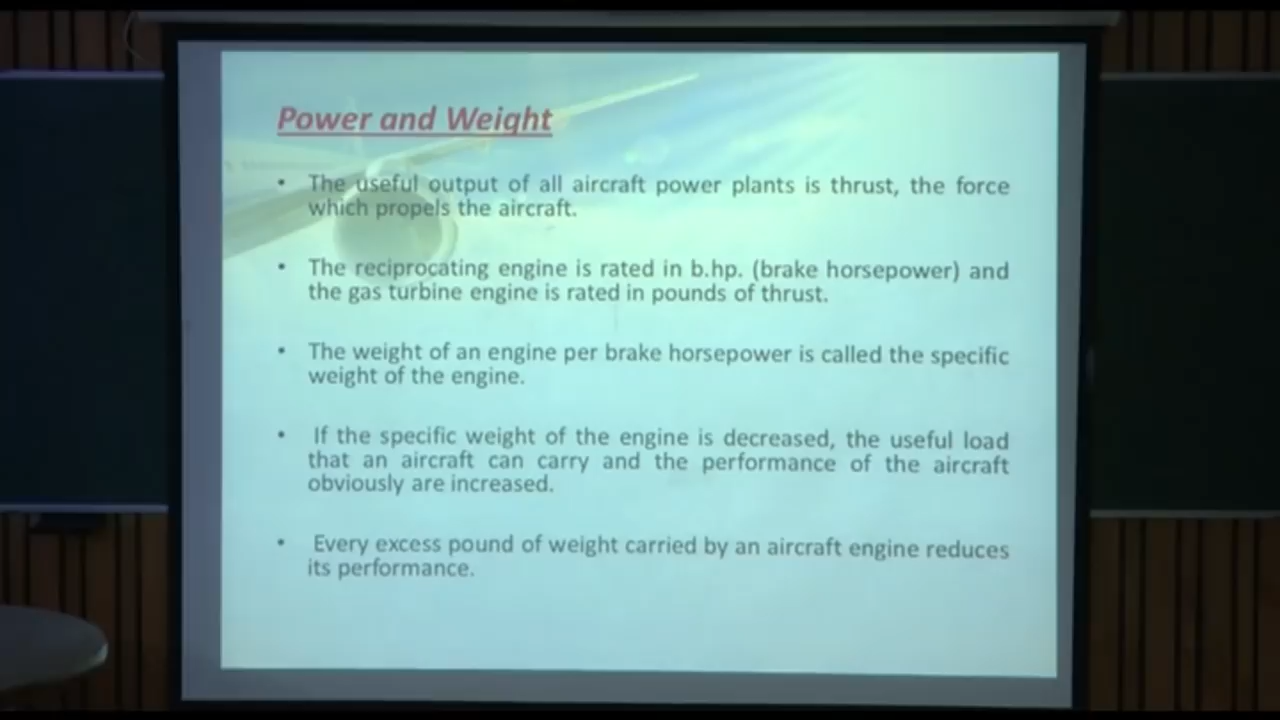 Power and Weight
• The useful output of all aircraft power plants is thrust, the force
which propels the aircraft.
• The reciprocating engine is rated in b.hp. (brake horsepower) and
the gas turbine engine is rated in pounds of thrust.
• The weight of an engine per brake horsepower is called the specific
weight of the engine.
• If the specific weight of the engine is decreased, the useful load
that an aircraft can carry and the performance of the aircraft
obviously are increased.
• Every excess pound of weight carried by an aircraft engine reduces
its performance.